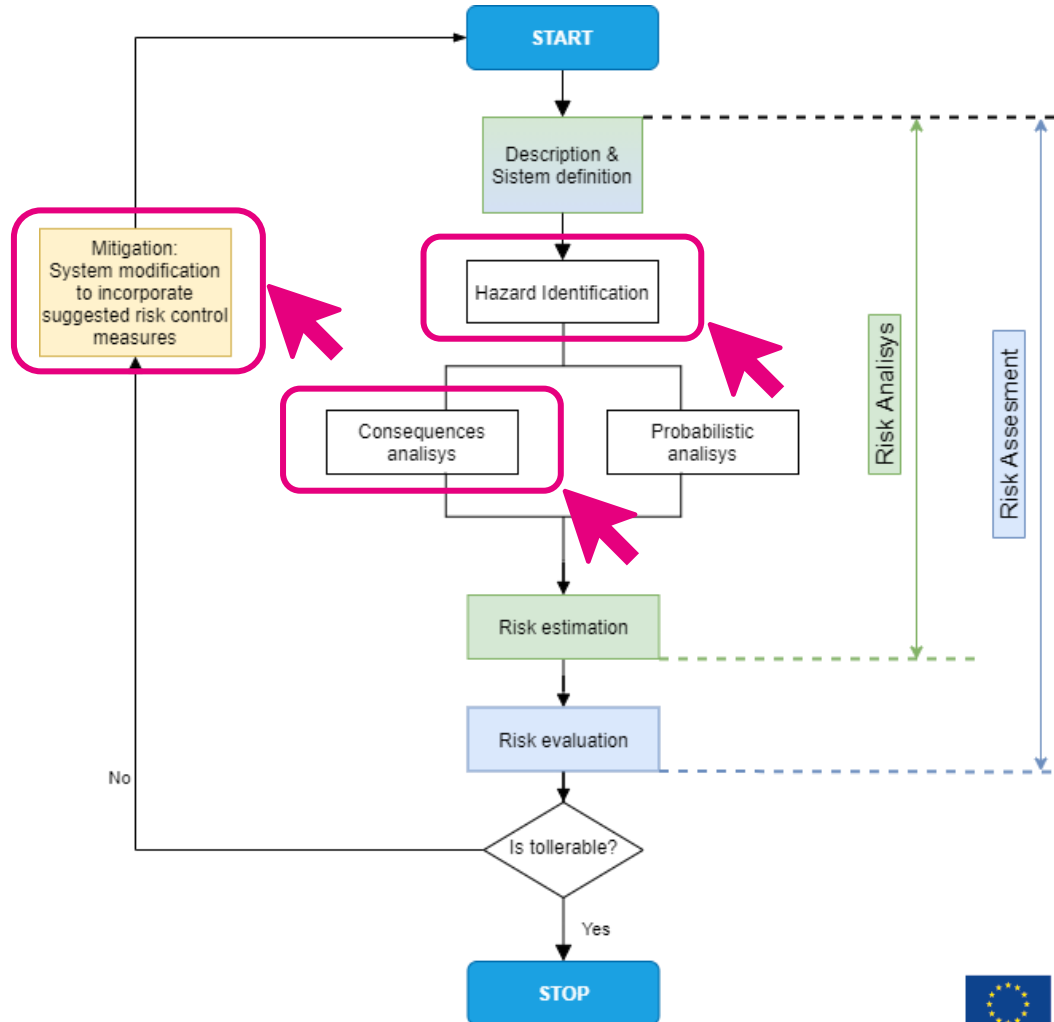 START
Description &
Sistem definition
Mitigation:
System modification
to incorporate
suggested risk control
measures
Hazard Identification
Consequences
analisys
Probabilistic
analisys
Risk Analisys
Risk Assesment
Risk estimation
Risk evaluation
No
Is tollerable?
Yes
STOP